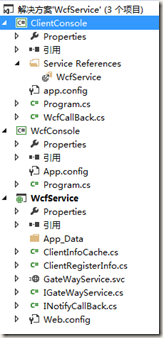 解决方案'WcfService' (3 个项目)
ClientConsole
Properties
引用
Service References
WcfService
app.config
Program.cs
WcfCallBack.cs
WcfConsole
Properties
引用
App.config
Program.cs
WcfService
Properties
引用
App_Data
ClientInfoCache.cs
ClientRegisterInfo.cs
GateWayService.svc
IGateWayService.cs
INotifyCallBack.cs
Web.config